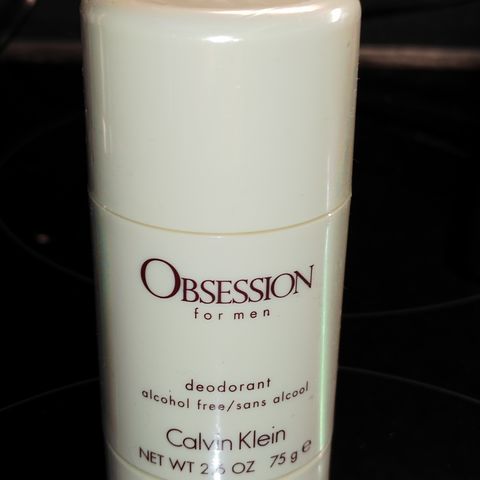 OBSESSION
for men
deodorant
alcohol free/sans alcool
Calvin Klein
NET WT 2.6 OZ 75 g e